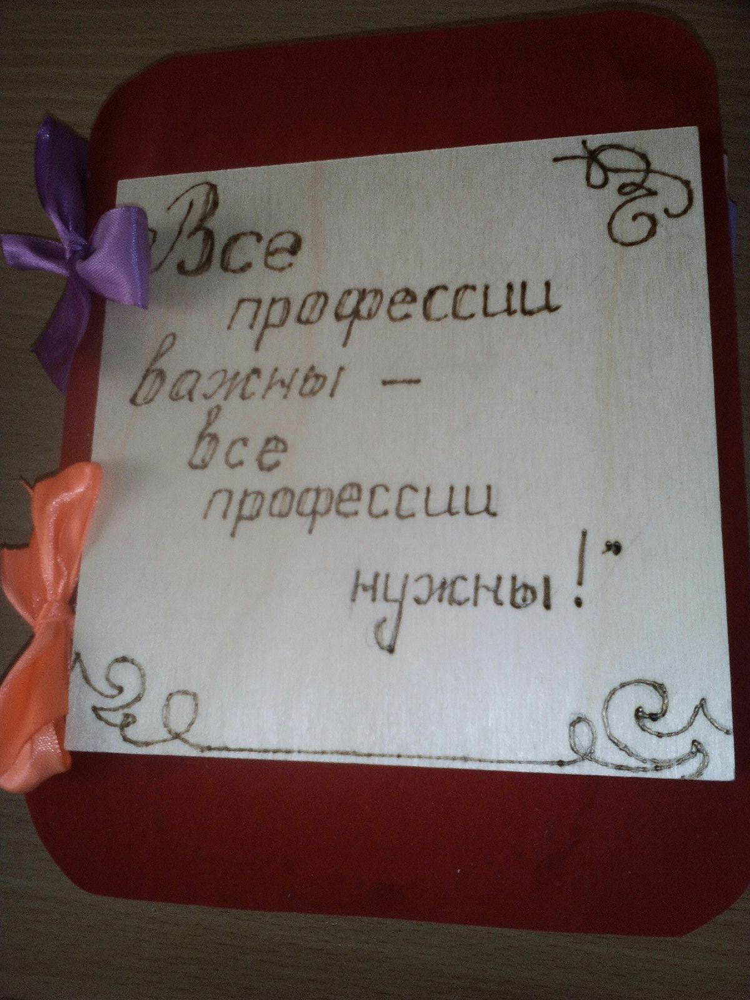 Все
профессии
важны —
все
профессии
нужны!”